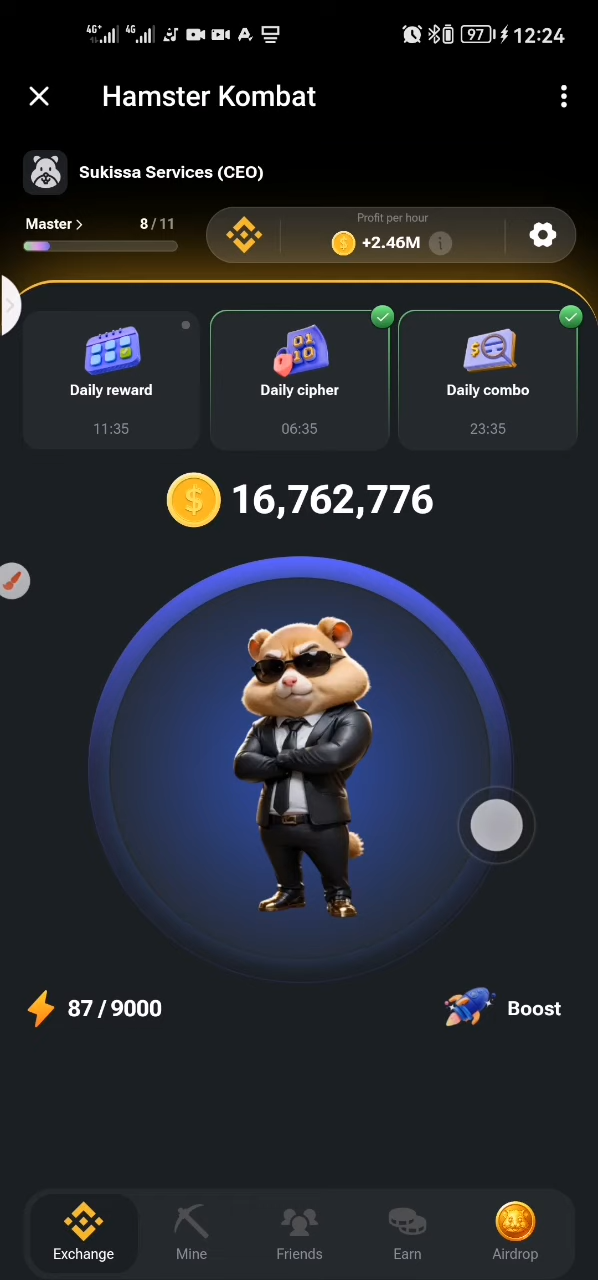 4G+ 4G 97 12:24
Hamster Kombat
Sukissa Services (CEO)
Master > 8 / 11
Profit per hour
$ +2.46M i
Daily reward Daily cipher Daily combo
11:35 06:35 23:35
16,762,776
87 / 9000 Boost
Exchange Mine Friends Earn Airdrop